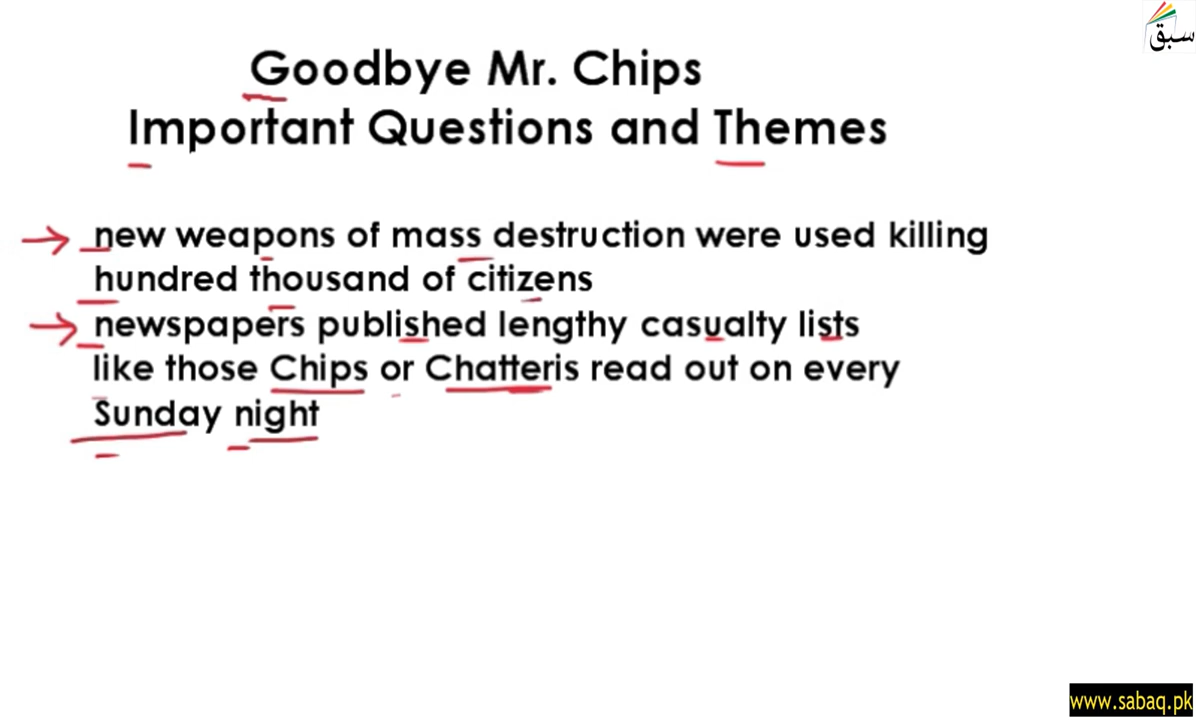 سبق
Goodbye Mr. Chips
Important Questions and Themes
new weapons of mass destruction were used killing
hundred thousand of citizens
newspapers published lengthy casualty lists
like those Chips or Chatteris read out on every
Sunday night
www.sabaq.pk